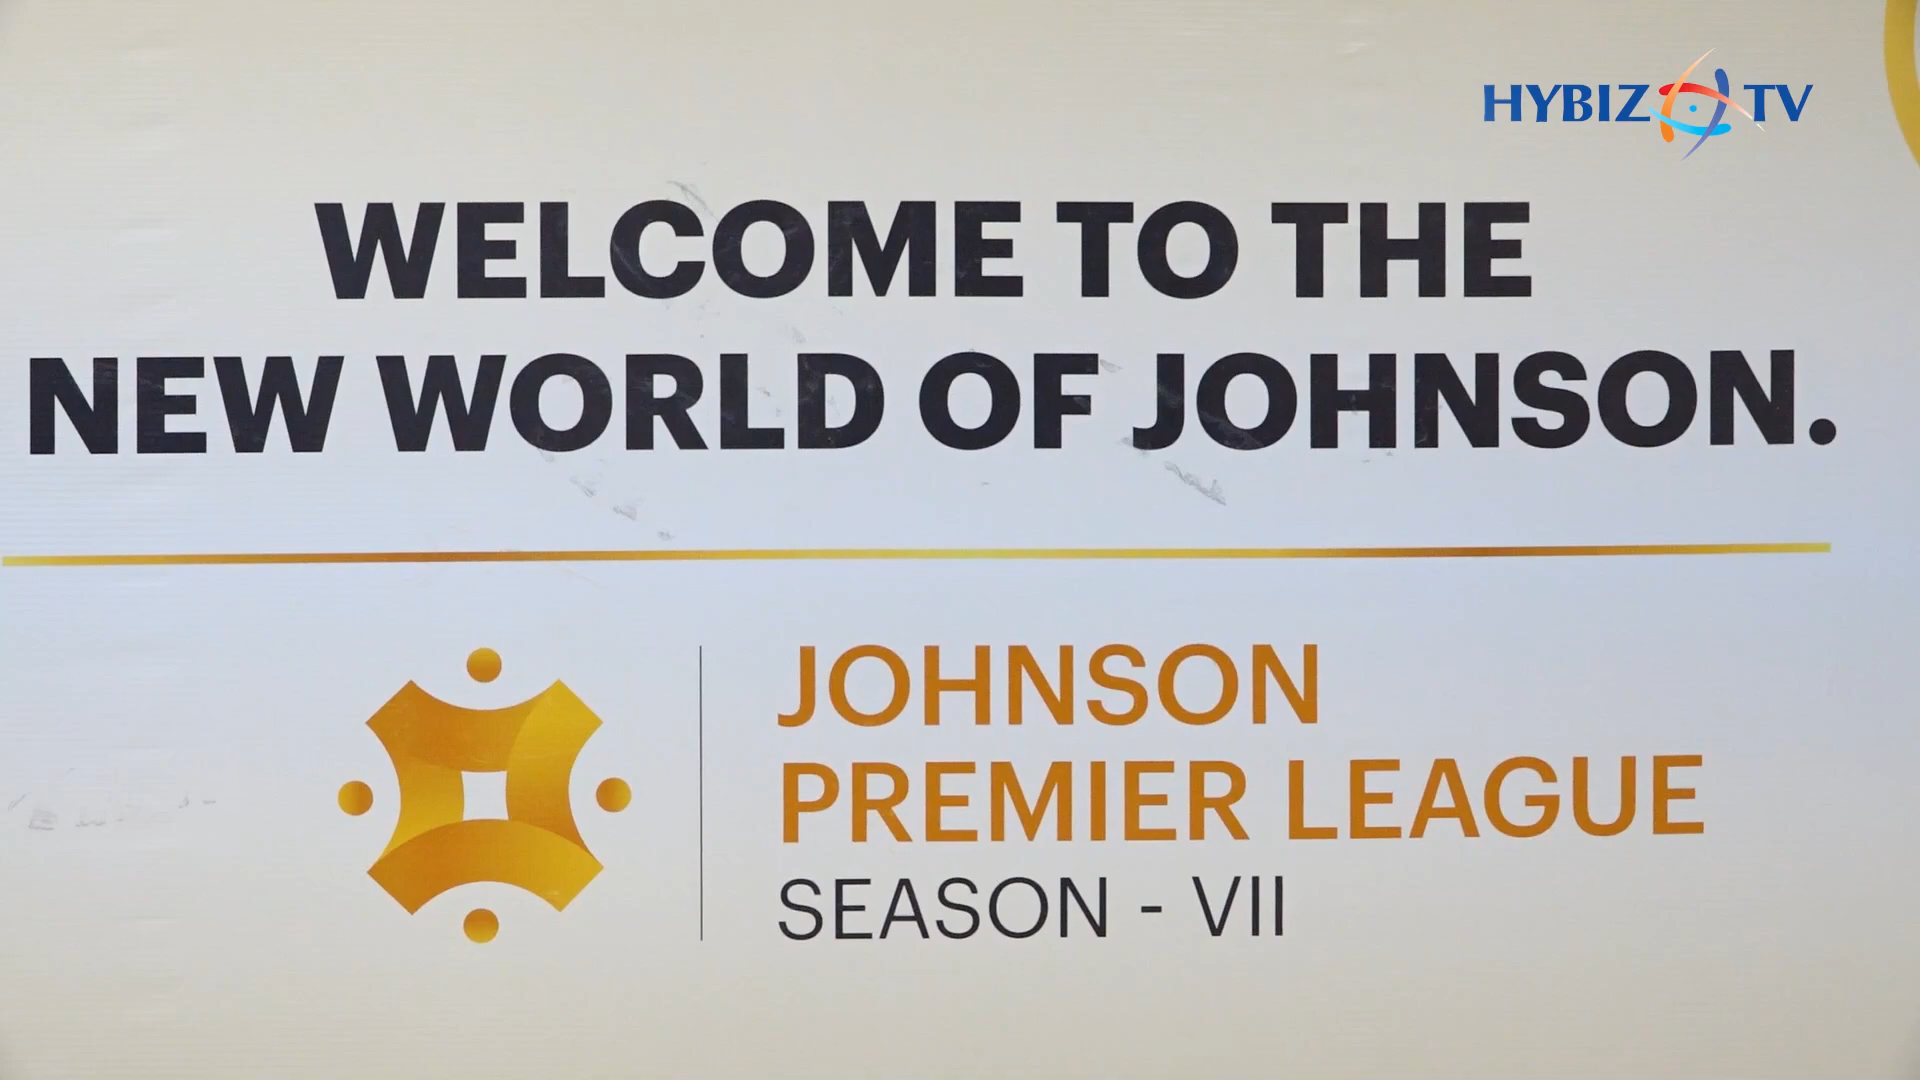 HYBIZ TV
WELCOME TO THE
NEW WORLD OF JOHNSON.
JOHNSON
PREMIER LEAGUE
SEASON - VII